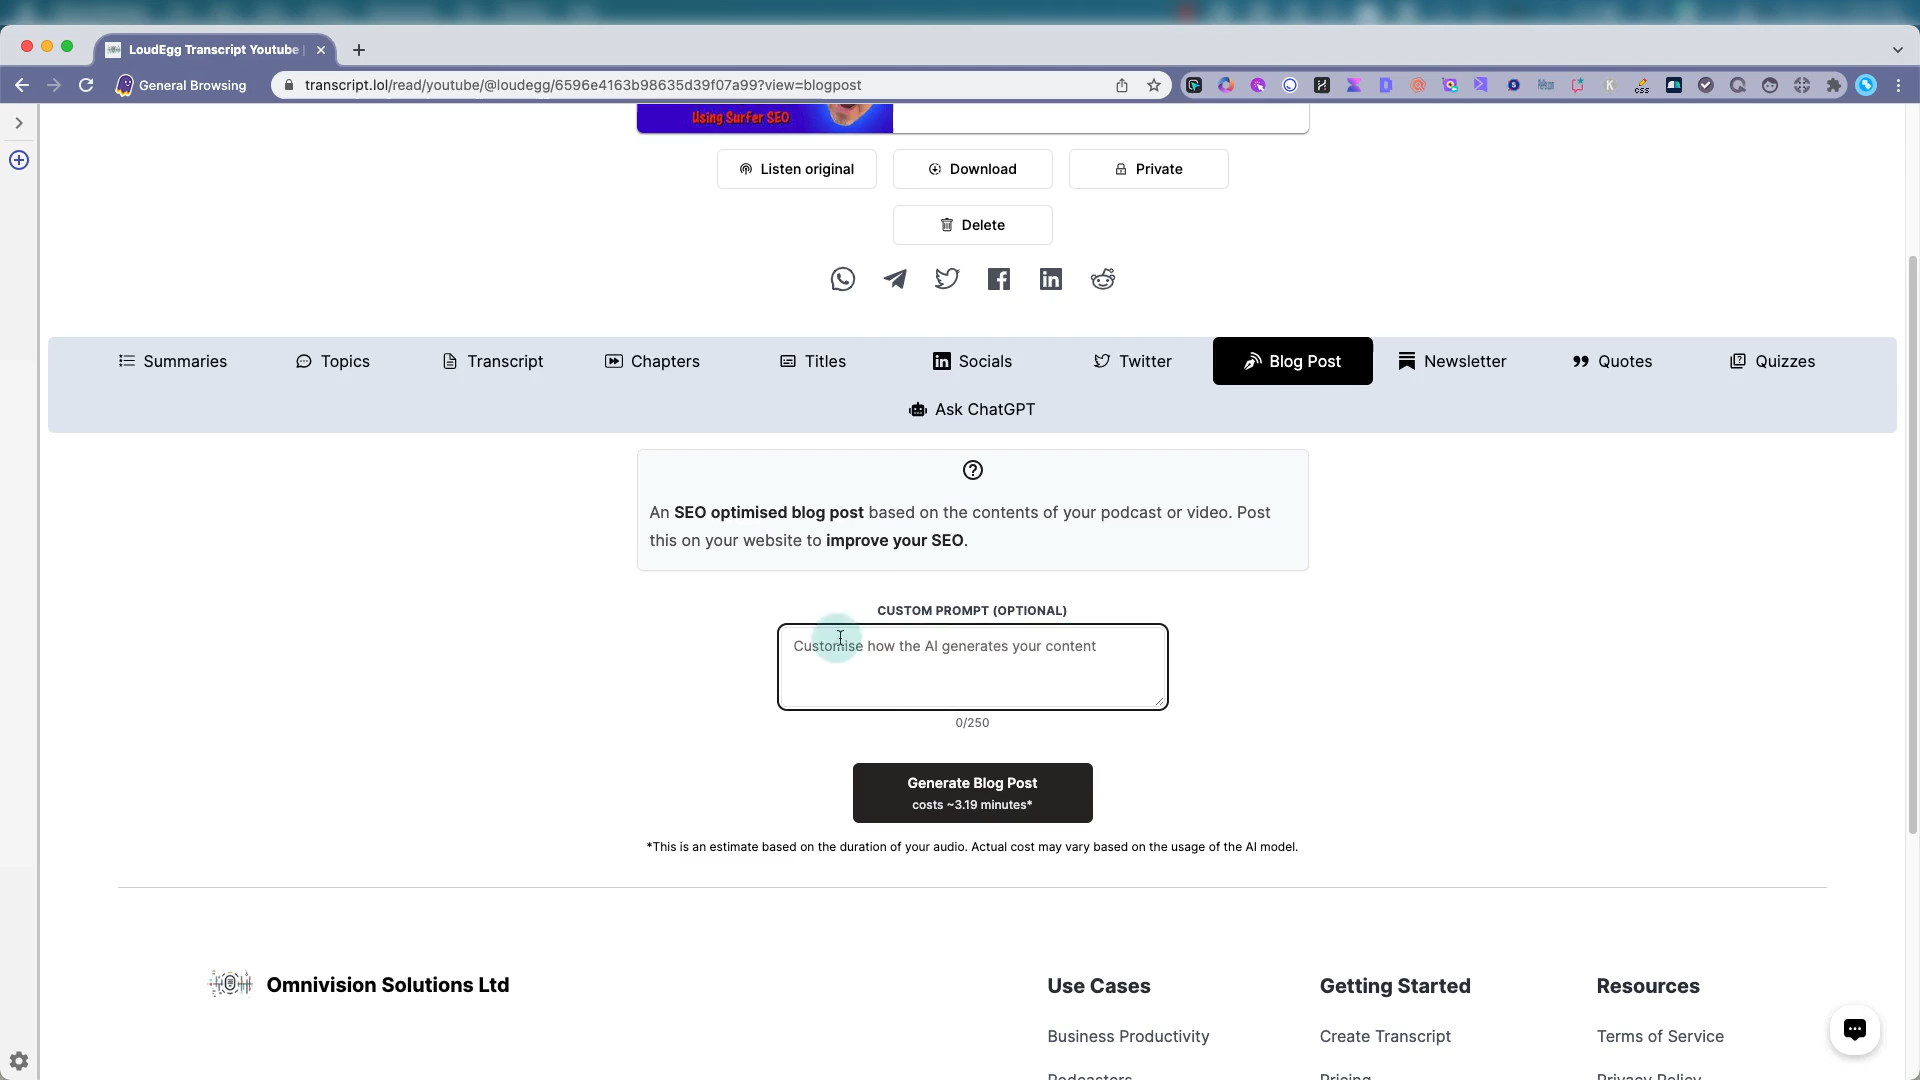 LoudEgg Transcript Youtube |
General Browsing
transcript.lol/read/youtube/@loudegg/6596e4163b98635d39f07a99?view=blogpost
Using Surfer SEO
Listen original
Download
Private
Delete
Summaries
Topics
Transcript
Chapters
Titles
Socials
Twitter
Blog Post
Newsletter
Quotes
Quizzes
Ask ChatGPT
An SEO optimised blog post based on the contents of your podcast or video. Post
this on your website to improve your SEO.
CUSTOM PROMPT (OPTIONAL)
Customise how the AI generates your content
0/250
Generate Blog Post
costs ~3.19 minutes*
*This is an estimate based on the duration of your audio. Actual cost may vary based on the usage of the AI model.
Omnivision Solutions Ltd
Use Cases
Getting Started
Resources
Business Productivity
Create Transcript
Terms of Service
Podcasters
Pricing
Privacy Policy